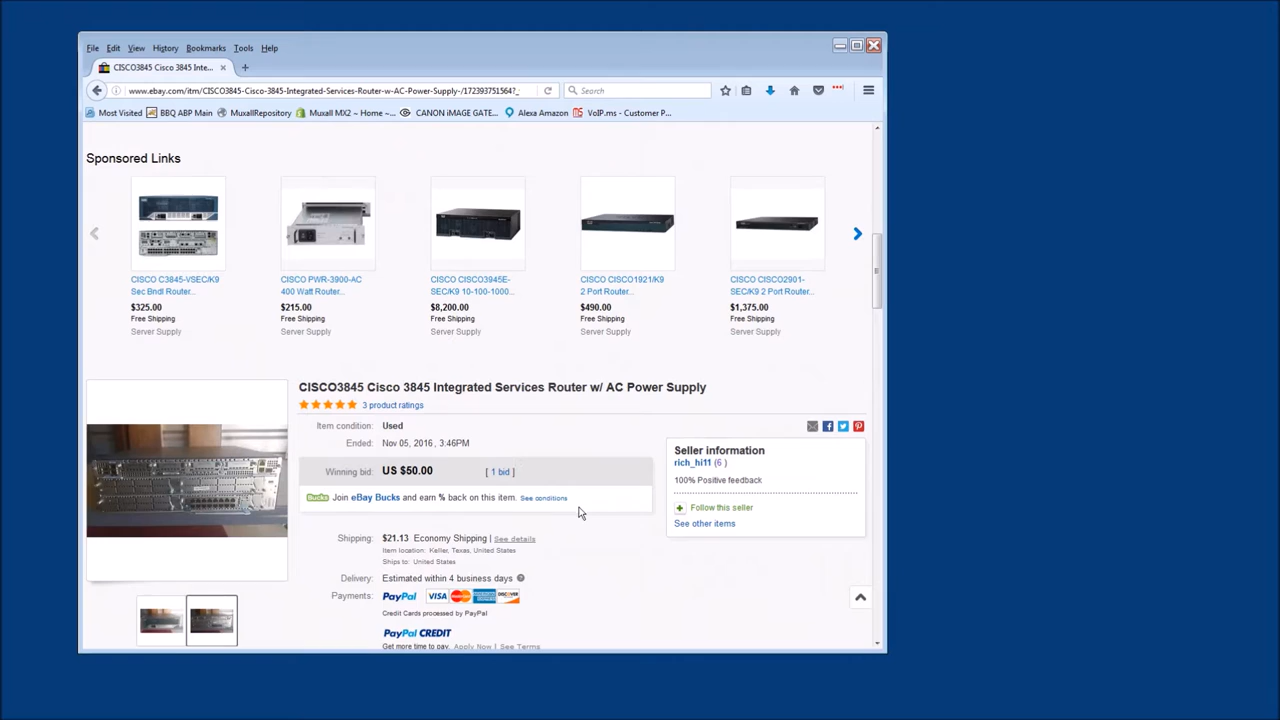 File Edit View History Bookmarks Tools Help
CISCO3845 Cisco 3845 Inte...
www.ebay.com/itm/CISCO3845-Cisco-3845-Integrated-Services-Router-w-AC-Power-Supply-/172393751564?_:
Search
Most Visited BBQ ABP Main MuxallRepository Muxall MX2 ~ Home ~... CANON iMAGE GATE... Alexa Amazon VoIP.ms - Customer P...
Sponsored Links
CISCO C3845-VSEC/K9 CISCO PWR-3900-AC CISCO CISCO3945E- CISCO CISCO1921/K9 CISCO CISCO2901-
Sec Bndl Router... 400 Watt Router... SEC/K9 10-100-1000... 2 Port Router... SEC/K9 2 Port Router...
$325.00 $215.00 $8,200.00 $490.00 $1,375.00
Free Shipping Free Shipping Free Shipping Free Shipping Free Shipping
Server Supply Server Supply Server Supply Server Supply Server Supply
CISCO3845 Cisco 3845 Integrated Services Router w/ AC Power Supply
3 product ratings
Item condition: Used
Ended: Nov 05, 2016 , 3:46PM
Winning bid: US $50.00 [ 1 bid ]
Bucks Join eBay Bucks and earn % back on this item. See conditions
Shipping: $21.13 Economy Shipping | See details
Item location: Keller, Texas, United States
Ships to: United States
Delivery: Estimated within 4 business days
Payments: PayPal VISA MasterCard DISCOVER
Credit Cards processed by PayPal
PayPal CREDIT
Get more time to pay. Apply Now | See Terms
Seller information
rich_hi11 (6 )
100% Positive feedback
Follow this seller
See other items